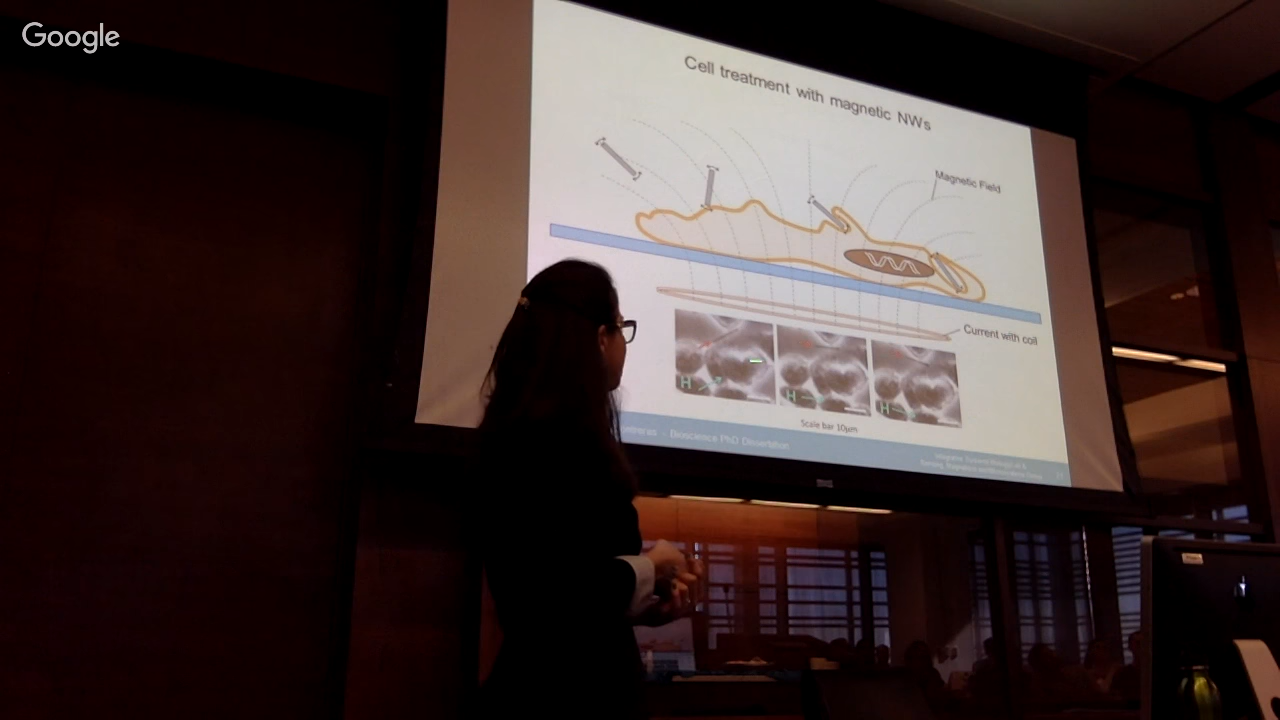 Google
Cell treatment with magnetic NWs
Magnetic Field
Current with coil
H
H
H
Scale bar 10µm
– Bioscience PhD Dissertation